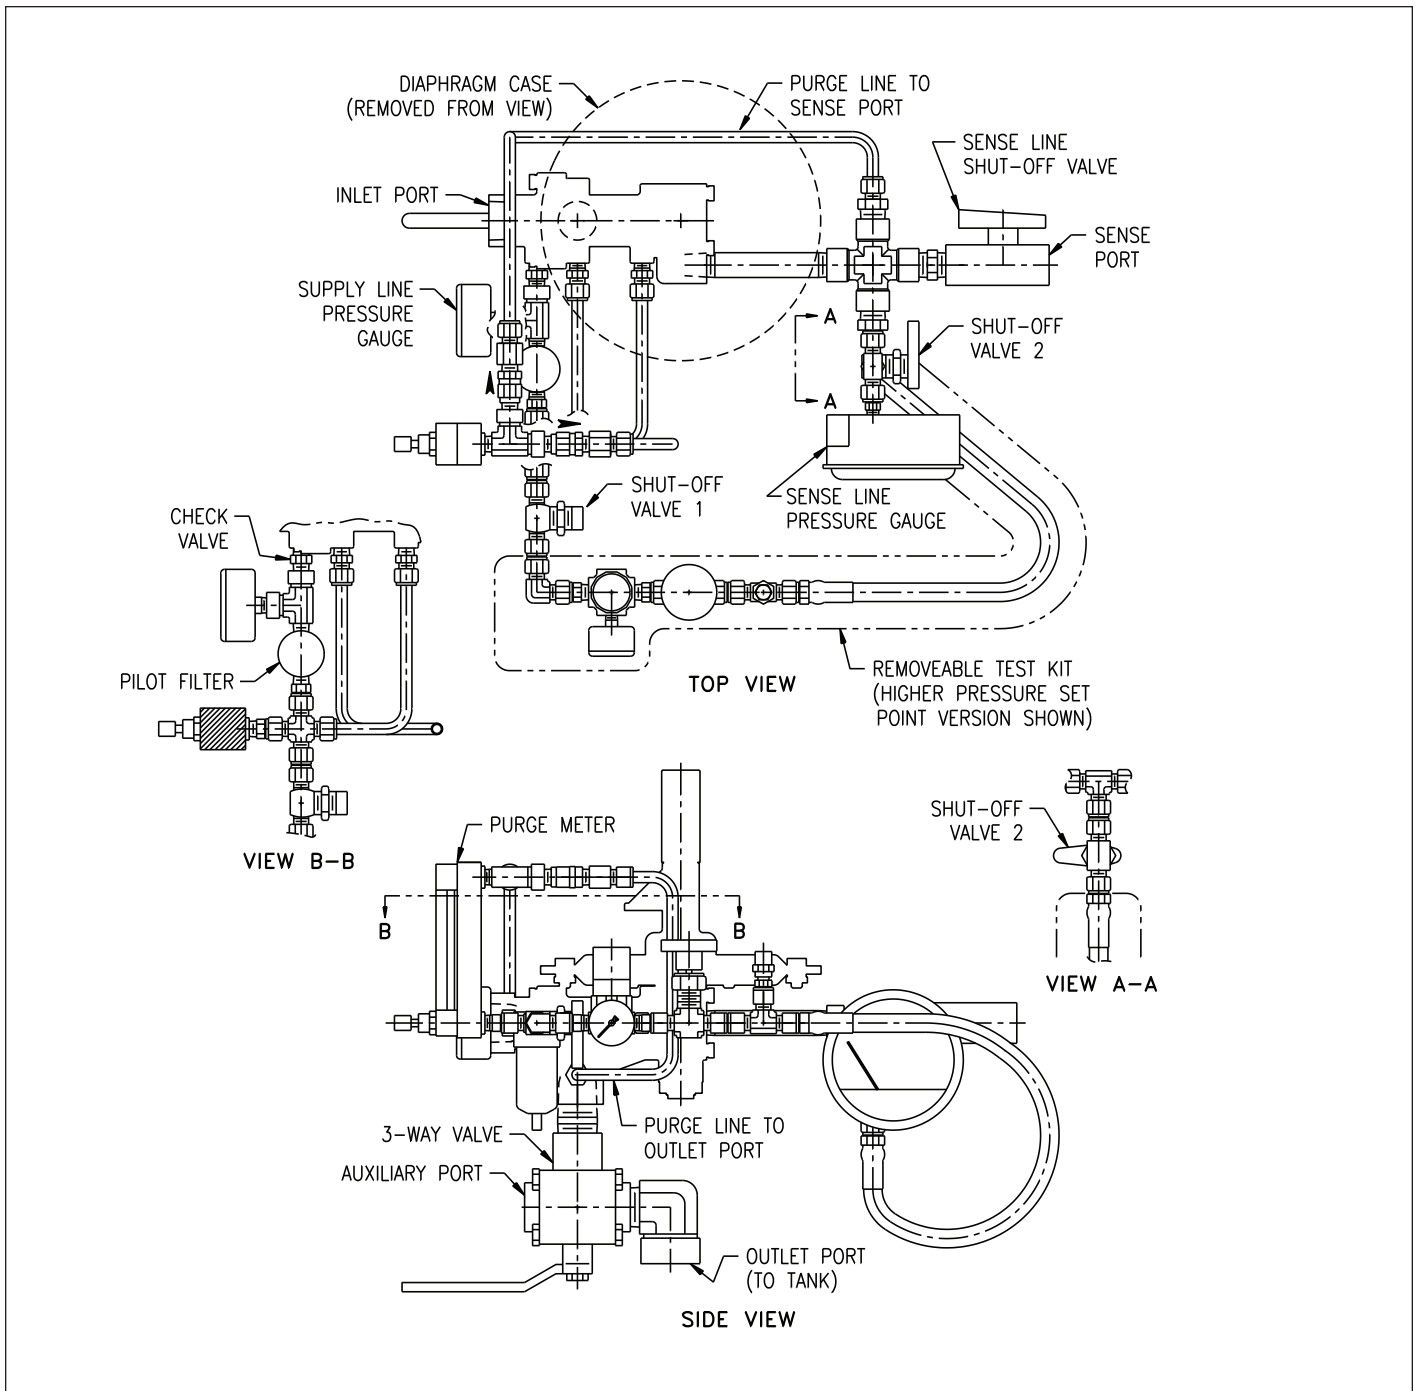 DIAPHRAGM CASE
(REMOVED FROM VIEW)
PURGE LINE TO
SENSE PORT
SENSE LINE
SHUT-OFF VALVE
INLET PORT
SENSE
PORT
SUPPLY LINE
PRESSURE
GAUGE
A
A
SHUT-OFF
VALVE 2
SHUT-OFF
VALVE 1
SENSE LINE
PRESSURE GAUGE
CHECK
VALVE
PILOT FILTER
TOP VIEW
REMOVEABLE TEST KIT
(HIGHER PRESSURE SET
POINT VERSION SHOWN)
VIEW B-B
PURGE METER
SHUT-OFF
VALVE 2
B
B
VIEW A-A
3-WAY VALVE
AUXILIARY PORT
PURGE LINE TO
OUTLET PORT
OUTLET PORT
(TO TANK)
SIDE VIEW